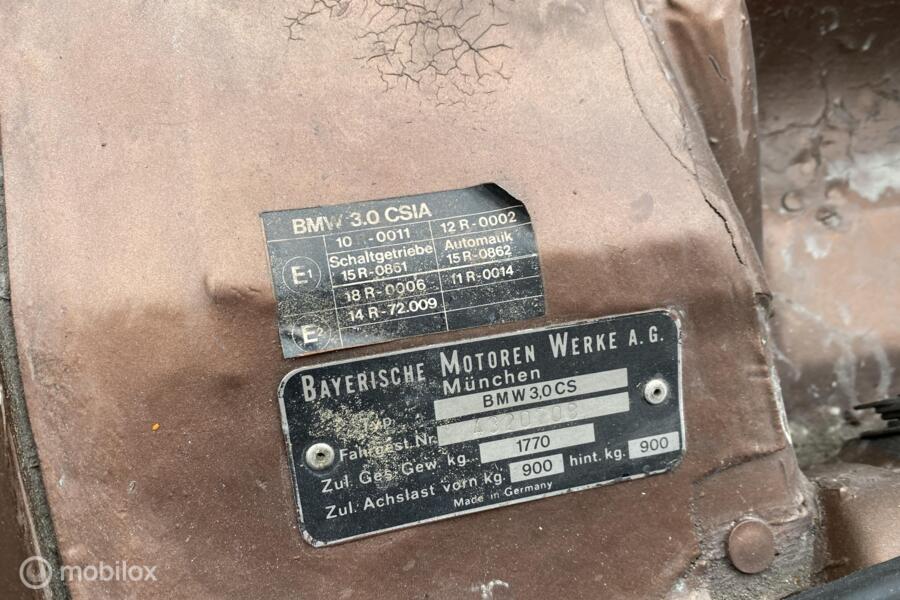 BMW 3.0 CSIA
10 R-0011 12 R-0002
Schaltgetriebe Automatik
E1 15 R-0861 15 R-0862
18 R-0006 11 R-0014
E2 14 R-72.009
BAYERISCHE MOTOREN WERKE A.G.
München
Typ. BMW 3,0 CS
Fahrgest.Nr.
Zul. Ges. Gew. kg. 1770
Zul. Achslast vorn kg. 900 hint. kg. 900
Made in Germany
mobilox